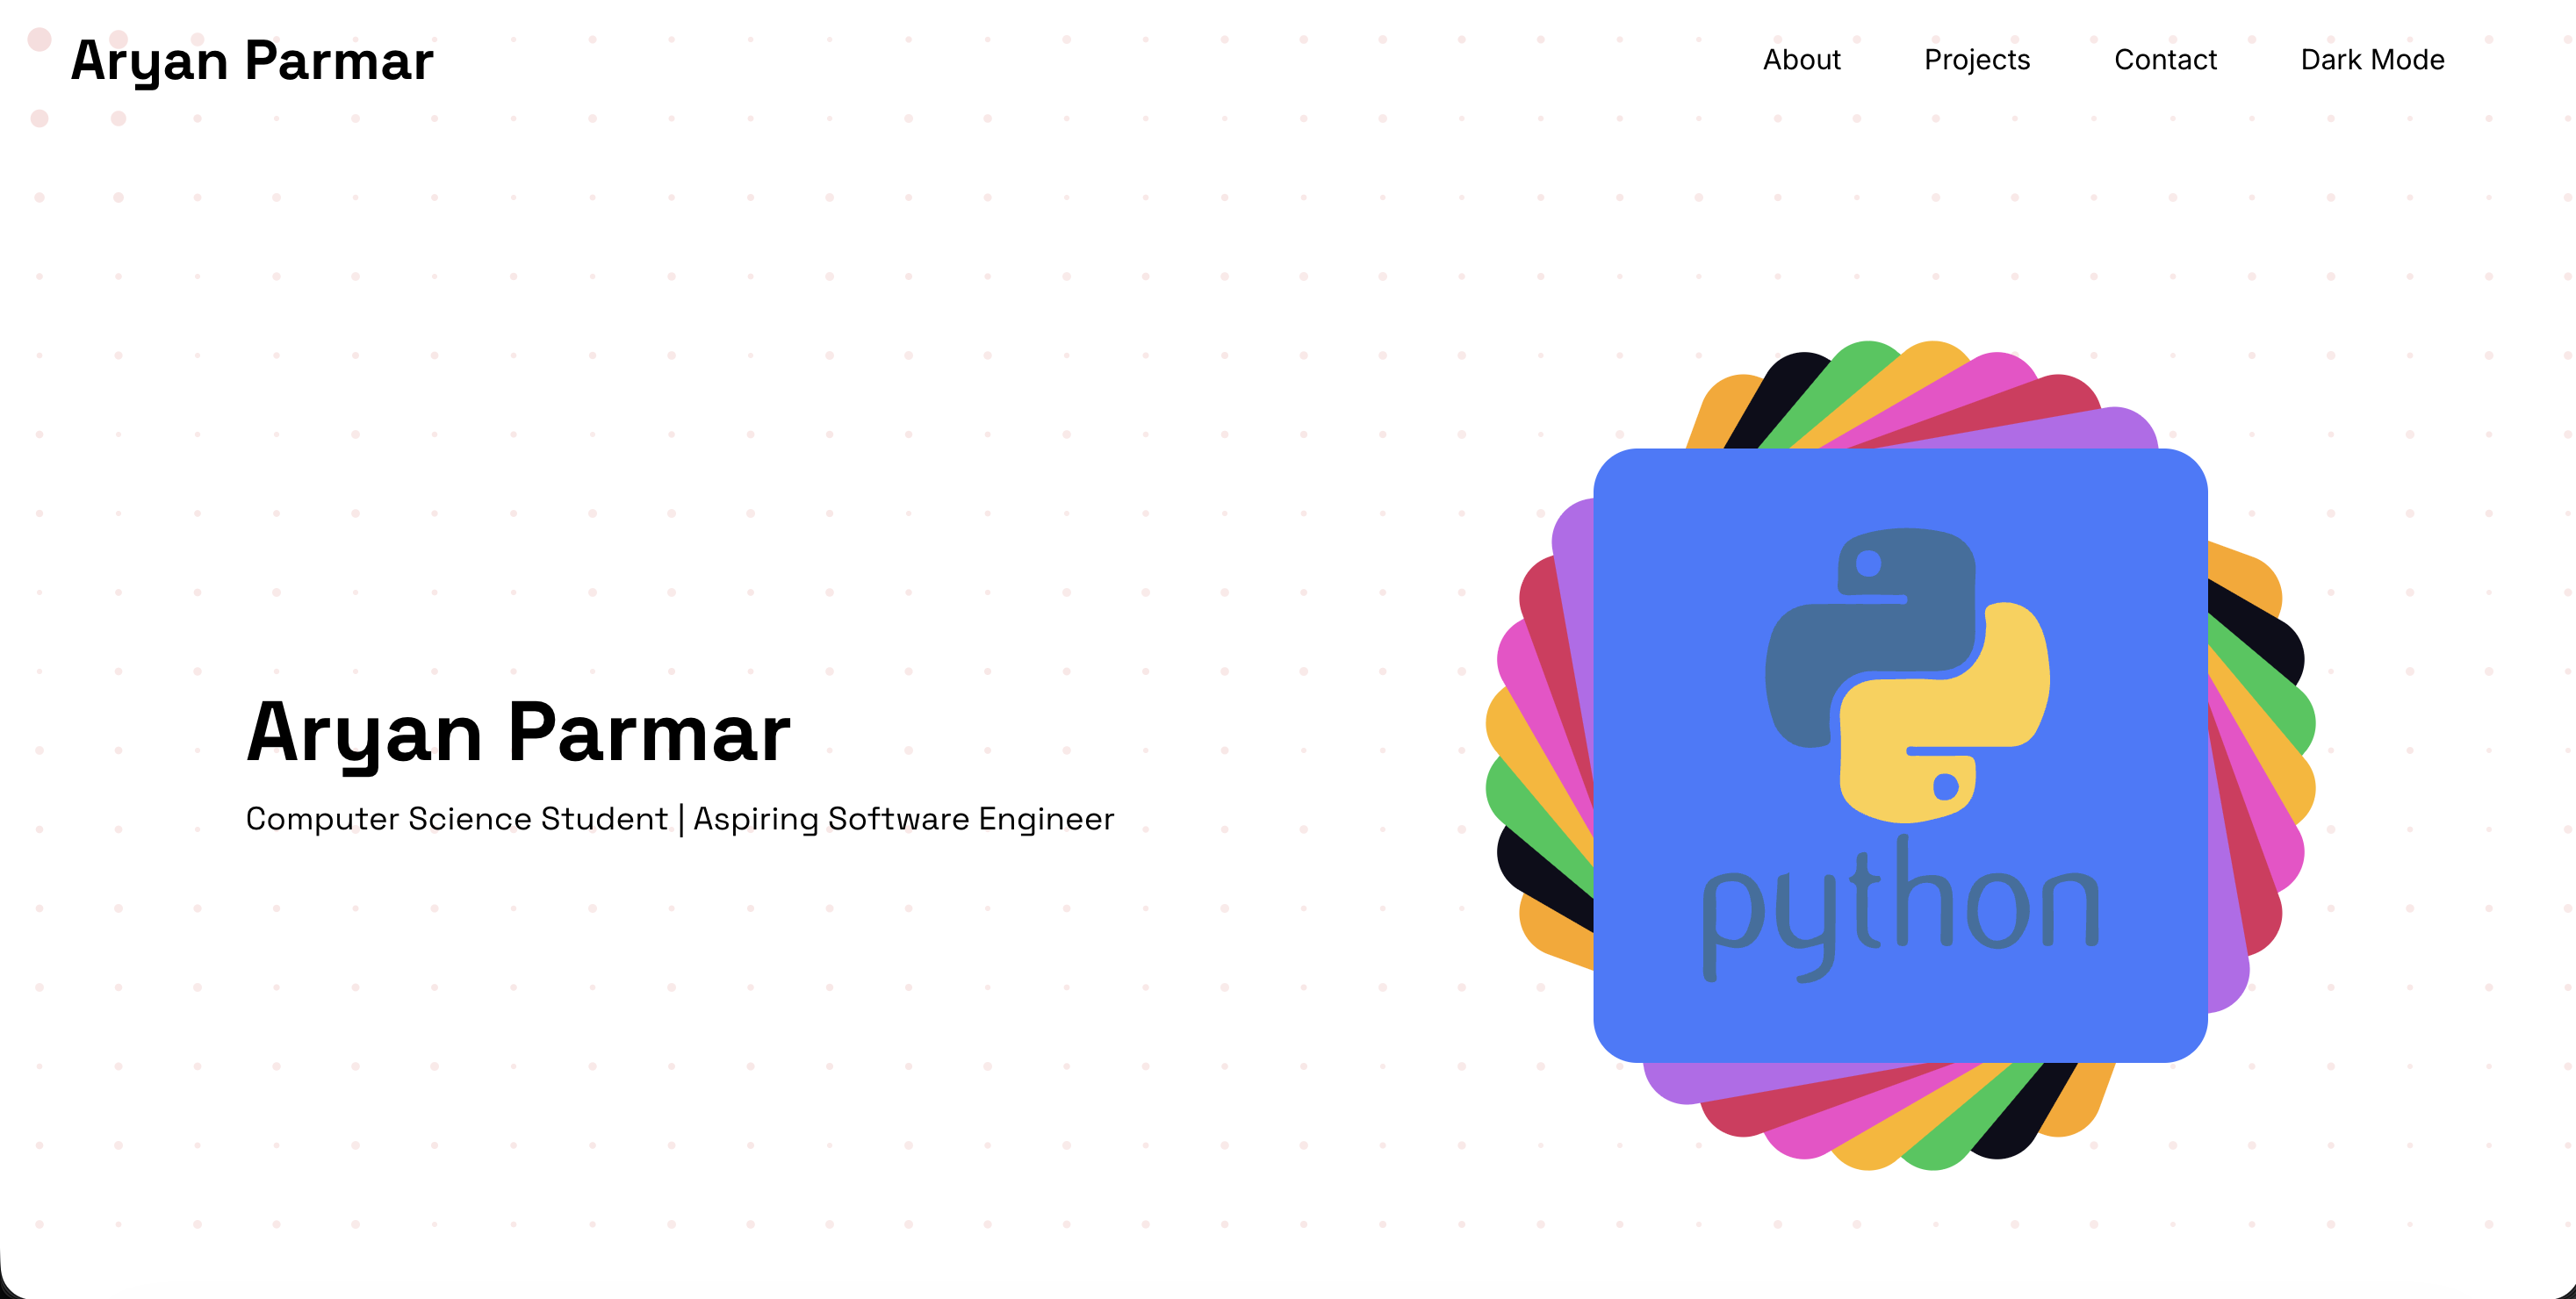 Aryan Parmar
About Projects Contact Dark Mode
Aryan Parmar
Computer Science Student | Aspiring Software Engineer
python